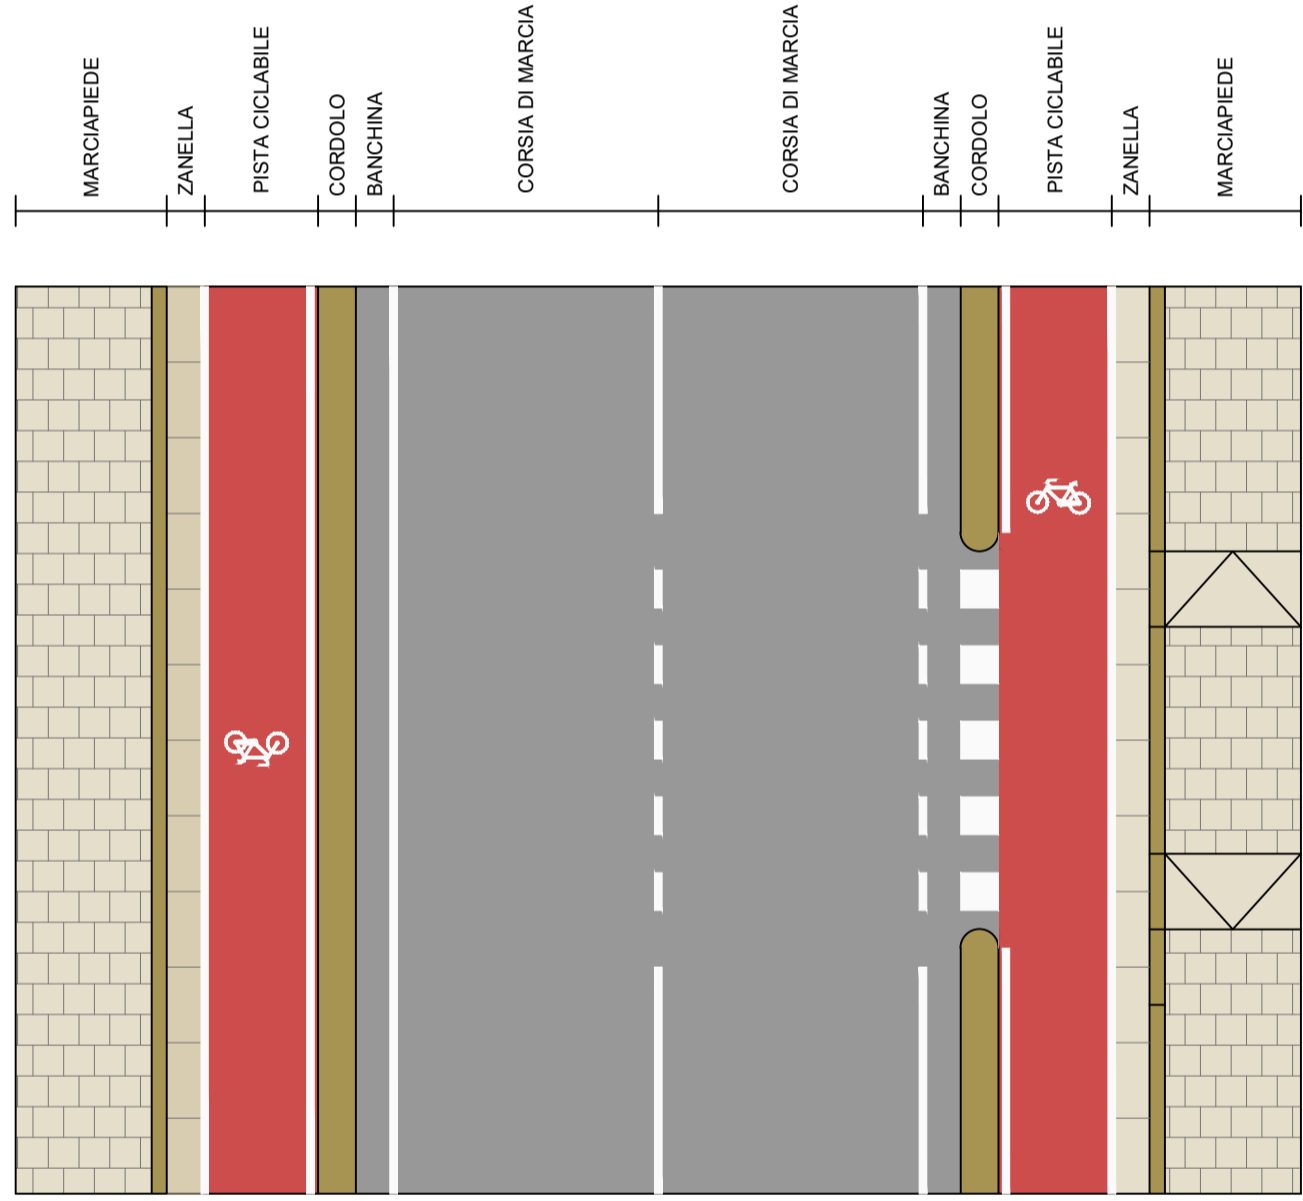 MARCIAPIEDE
ZANELLA
PISTA CICLABILE
CORDOLO
BANCHINA
CORSIA DI MARCIA
CORSIA DI MARCIA
BANCHINA
CORDOLO
PISTA CICLABILE
ZANELLA
MARCIAPIEDE